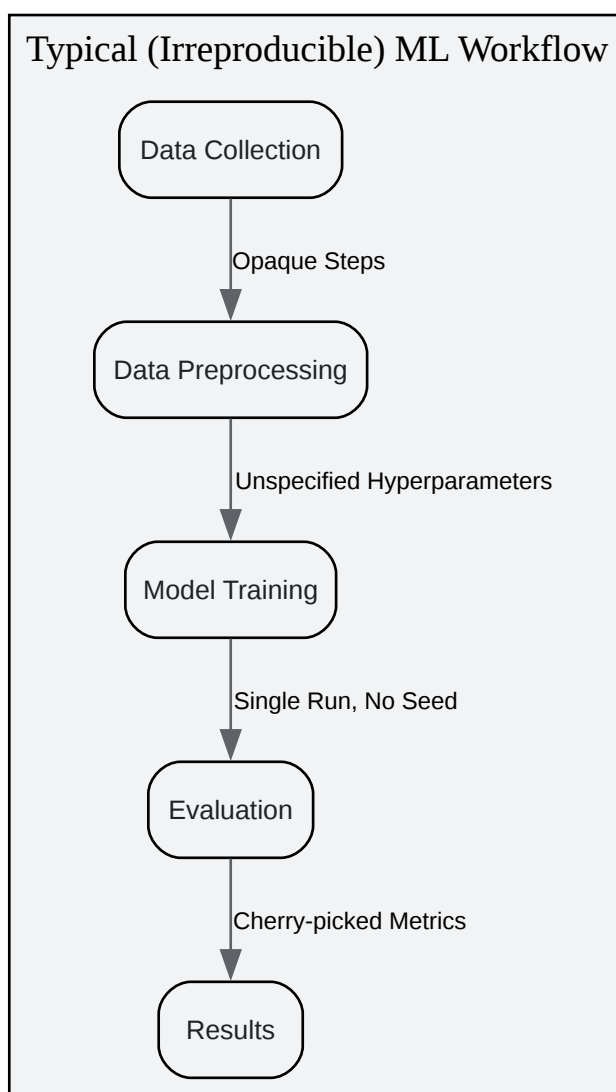 Typical (Irreproducible) ML Workflow
Data Collection
Opaque Steps
Data Preprocessing
Unspecified Hyperparameters
Model Training
Single Run, No Seed
Evaluation
Cherry-picked Metrics
Results